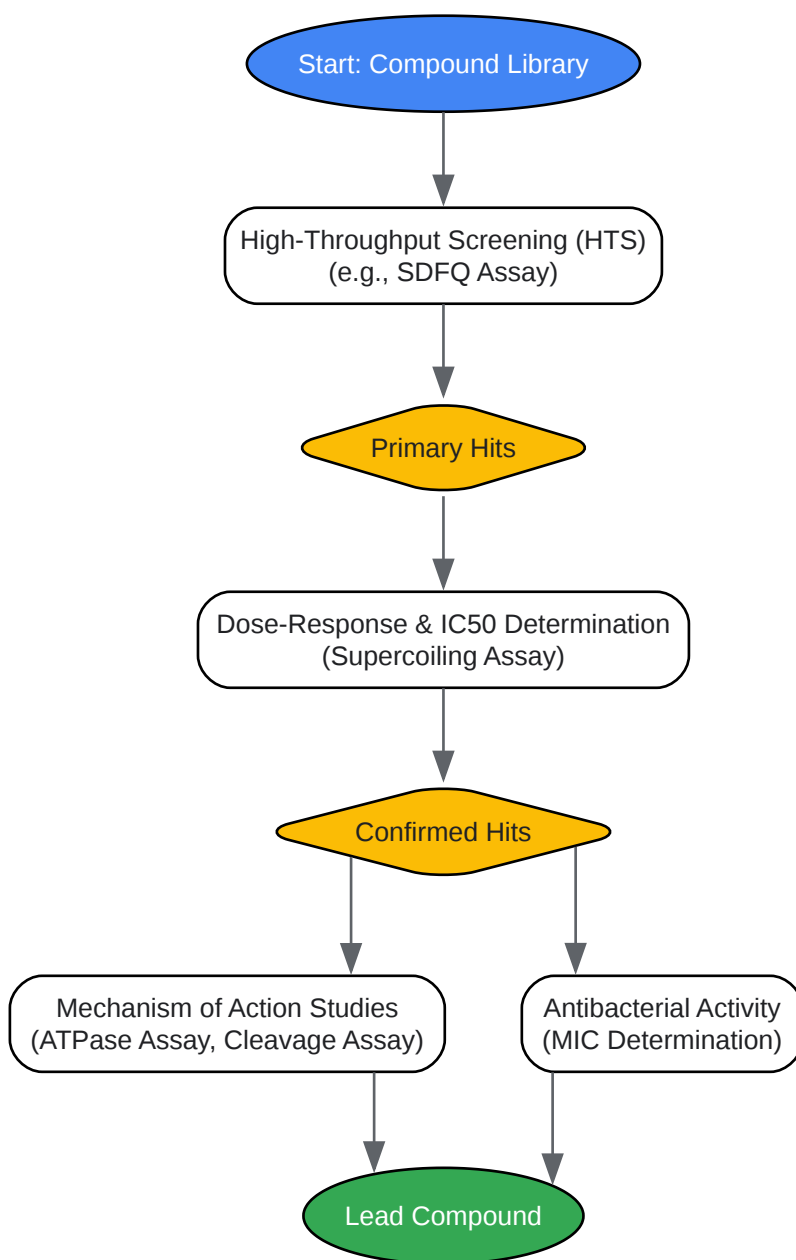 Start: Compound Library
High-Throughput Screening (HTS)
(e.g., SDFQ Assay)
Primary Hits
Dose-Response & IC50 Determination
(Supercoiling Assay)
Confirmed Hits
Mechanism of Action Studies
(ATPase Assay, Cleavage Assay)
Antibacterial Activity
(MIC Determination)
Lead Compound